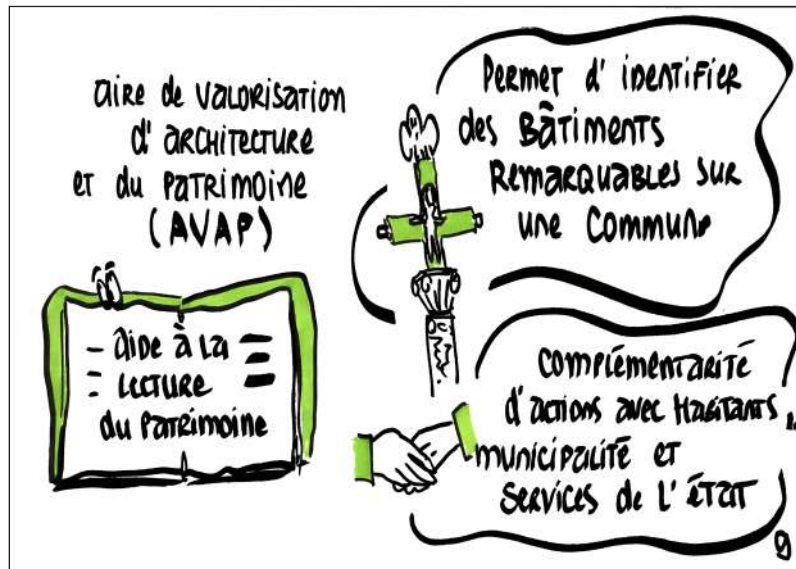 aire de valorisation
d'architecture
et du patrimoine
(AVAP)
- aide à la
- lecture
du patrimoine
Permet d'identifier
des Bâtiments
Remarquables sur
une Commune
complémentarité
d'actions avec Habitants,
municipalité et
services de l'état
9